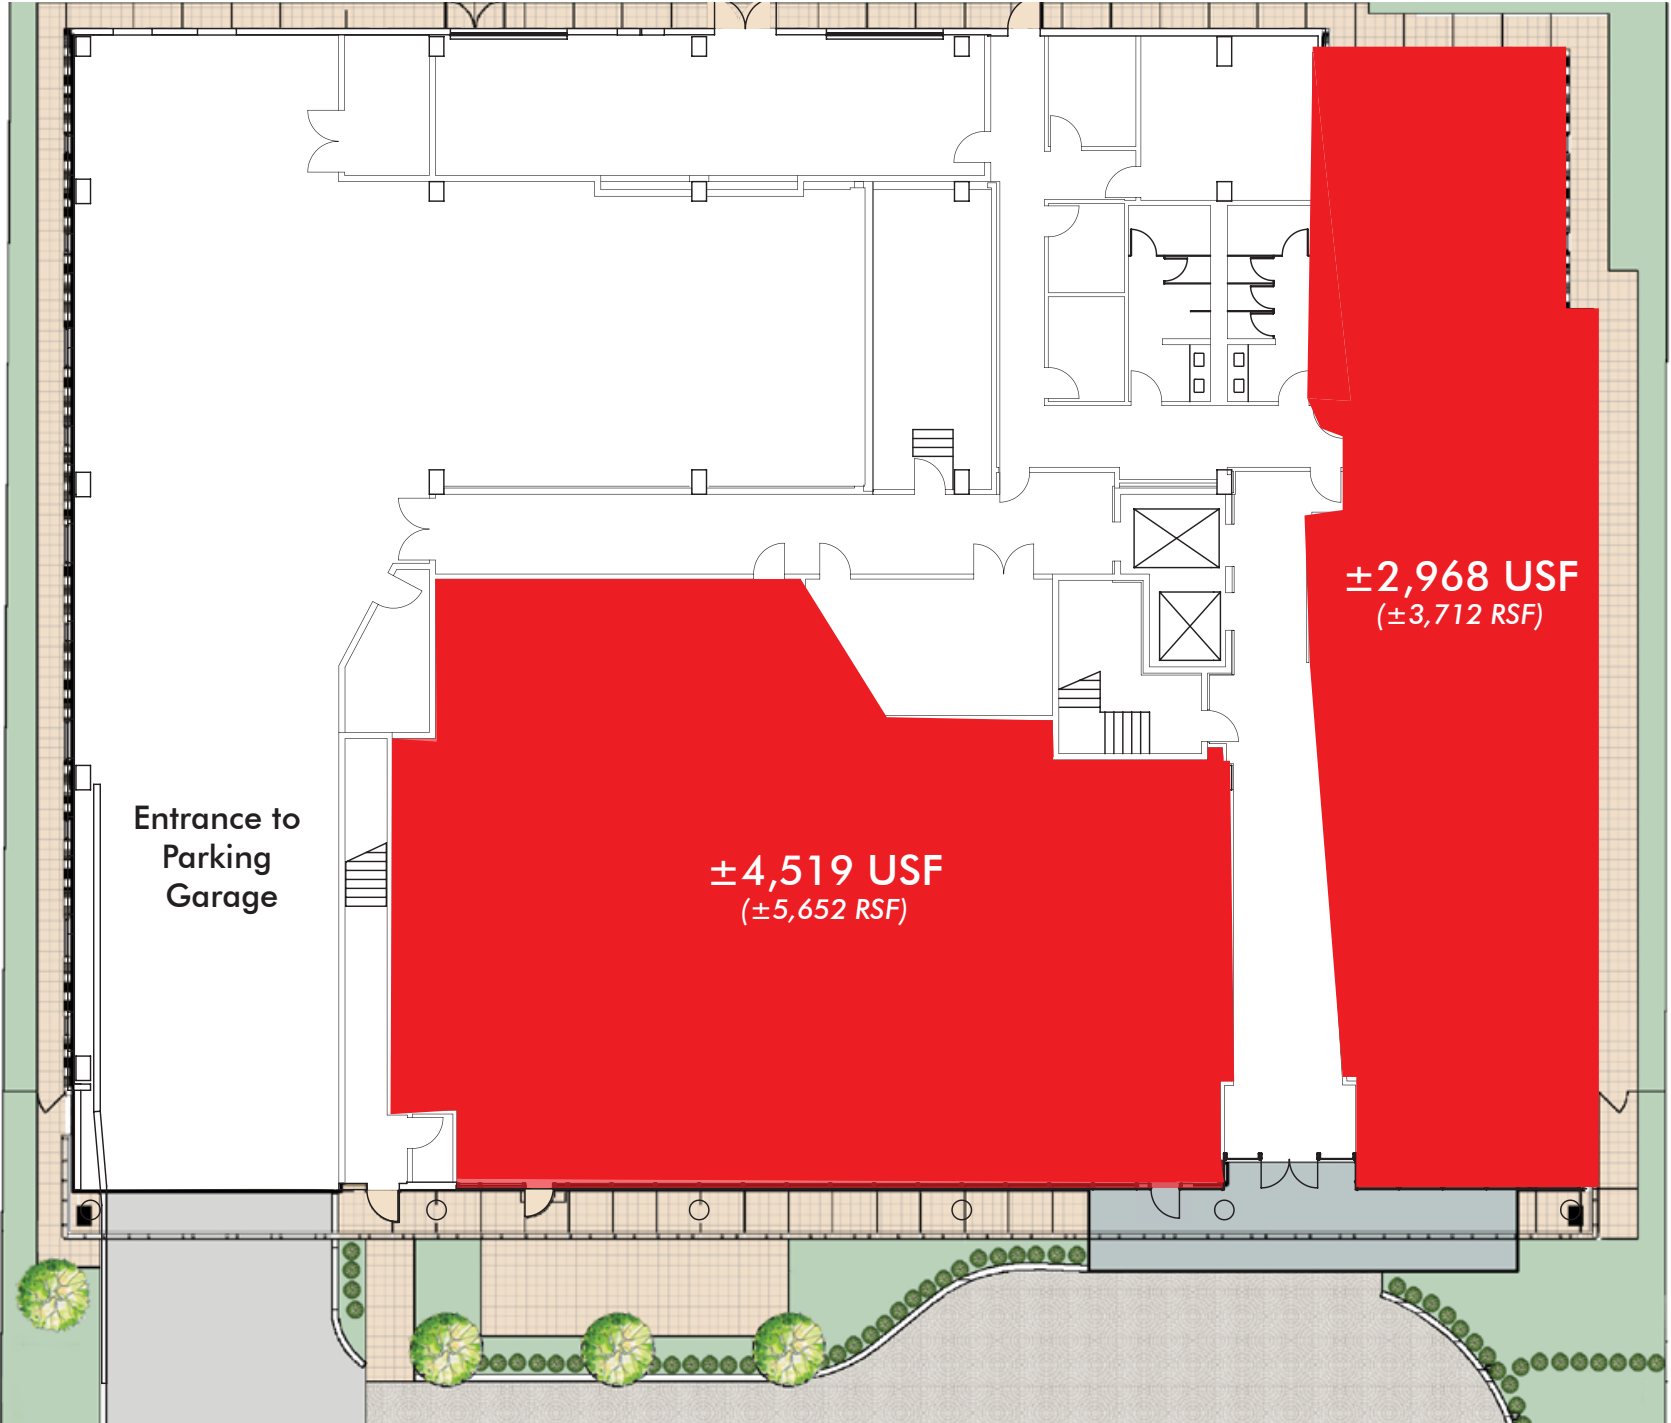 ±2,968 USF
(±3,712 RSF)
Entrance to
Parking
Garage
±4,519 USF
(±5,652 RSF)